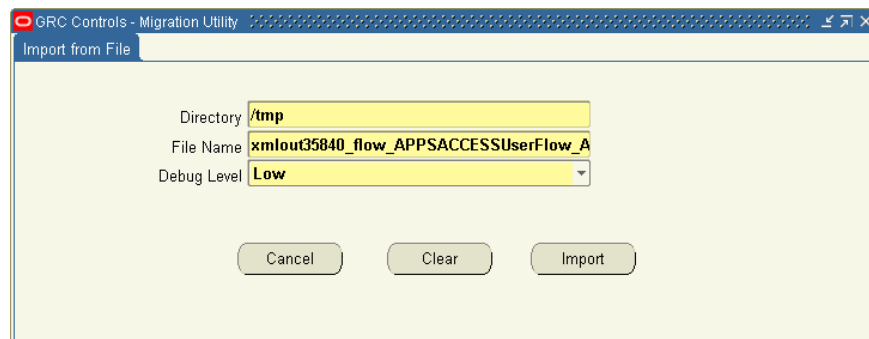 GRC Controls - Migration Utility
Import from File
Directory /tmp
File Name xmlout35840_flow_APPSACCESSUserFlow_A
Debug Level Low
Cancel Clear Import